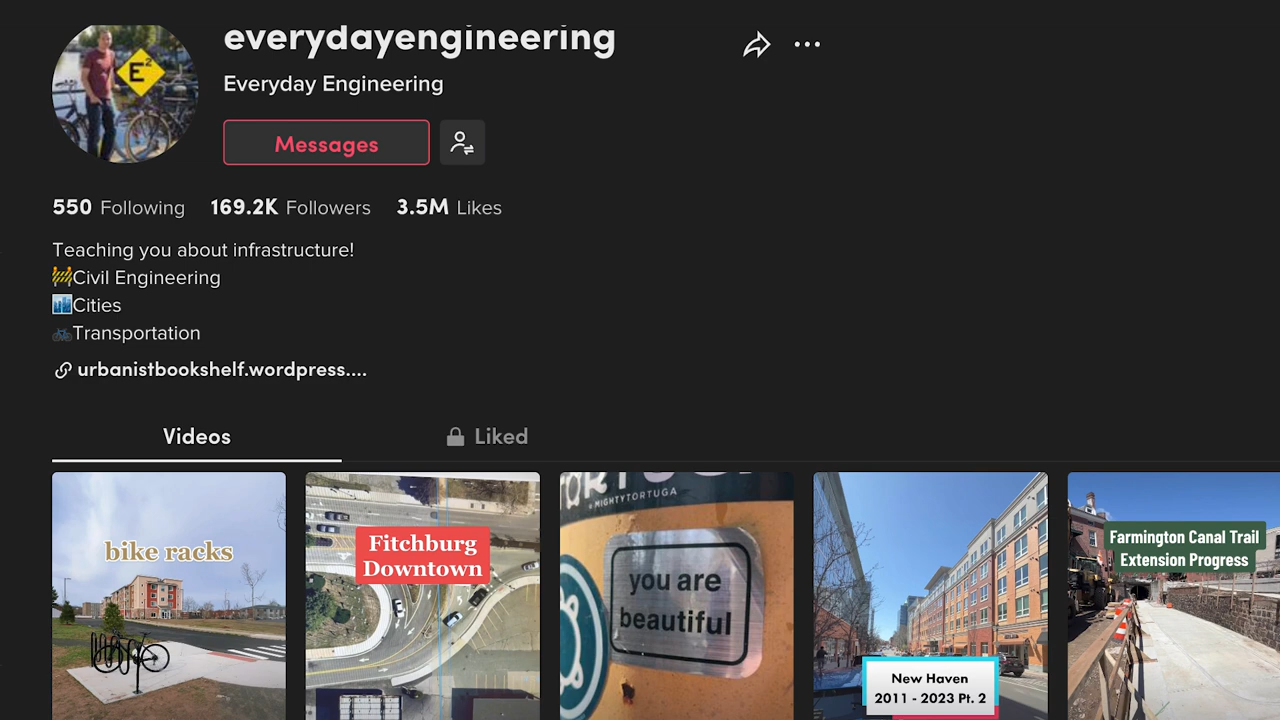 everydayengineering
E²
Everyday Engineering
Messages
550 Following 169.2K Followers 3.5M Likes
Teaching you about infrastructure!
Civil Engineering
Cities
Transportation
urbanistbookshelf.wordpress....
Videos
Liked
bike racks
Fitchburg
Downtown
@MIGHTYTORTUGA
you are
beautiful
New Haven
2011 - 2023 Pt. 2
Farmington Canal Trail
Extension Progress